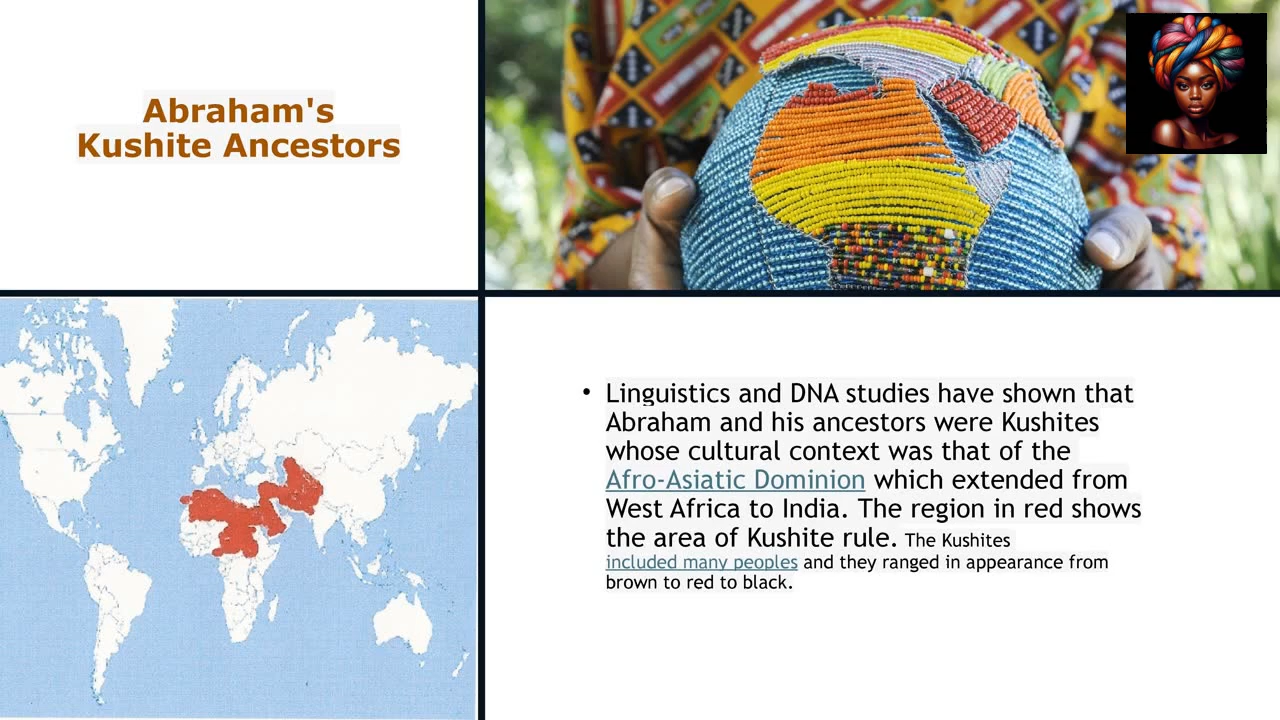 Abraham's
Kushite Ancestors
• Linguistics and DNA studies have shown that
Abraham and his ancestors were Kushites
whose cultural context was that of the
Afro-Asiatic Dominion which extended from
West Africa to India. The region in red shows
the area of Kushite rule. The Kushites
included many peoples and they ranged in appearance from
brown to red to black.